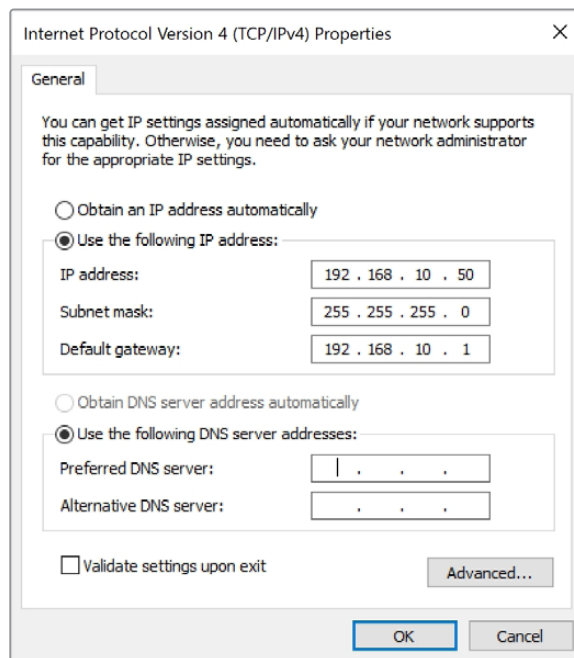 Internet Protocol Version 4 (TCP/IPv4) Properties
General
You can get IP settings assigned automatically if your network supports
this capability. Otherwise, you need to ask your network administrator
for the appropriate IP settings.
Obtain an IP address automatically
Use the following IP address:
IP address: 192 . 168 . 10 . 50
Subnet mask: 255 . 255 . 255 . 0
Default gateway: 192 . 168 . 10 . 1
Obtain DNS server address automatically
Use the following DNS server addresses:
Preferred DNS server: . . .
Alternative DNS server: . . .
Validate settings upon exit
Advanced...
OK Cancel